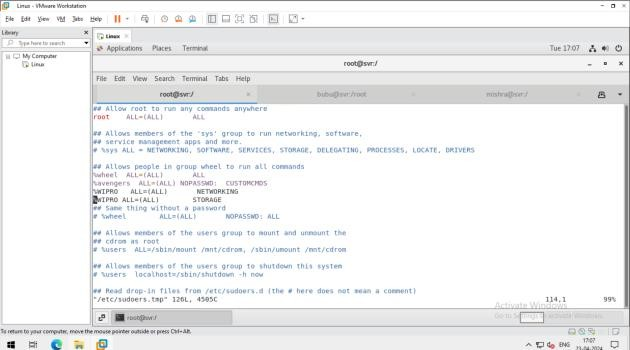 Linux - VMware Workstation
File Edit View VM Tabs Help
Library
Type here to search
My Computer
Linux
Linux
Applications Places Terminal
Tue 17:07
root@svr:/
File Edit View Search Terminal Tabs Help
root@svr:/ bubu@svr:/root mishra@svr:/
## Allow root to run any commands anywhere
root ALL=(ALL) ALL
## Allows members of the 'sys' group to run networking, software,
## service management apps and more.
# %sys ALL = NETWORKING, SOFTWARE, SERVICES, STORAGE, DELEGATING, PROCESSES, LOCATE, DRIVERS
## Allows people in group wheel to run all commands
%wheel ALL=(ALL) ALL
%avengers ALL=(ALL) NOPASSWD: CUSTOMCMDS
%WIPRO ALL=(ALL) NETWORKING
%WIPRO ALL=(ALL) STORAGE
## Same thing without a password
# %wheel ALL=(ALL) NOPASSWD: ALL
## Allows members of the users group to mount and unmount the
## cdrom as root
# %users ALL=/sbin/mount /mnt/cdrom, /sbin/umount /mnt/cdrom
## Allows members of the users group to shutdown this system
# %users localhost=/sbin/shutdown -h now
## Read drop-in files from /etc/sudoers.d (the # here does not mean a comment)
"/etc/sudoers.tmp" 126L, 4505C 114,1 99%
Activate Windows
Go to Settings to activate Windows.
root@svr:/
To return to your computer, move the mouse pointer outside or press Ctrl+Alt.
ENG
17:07
23-04-2024